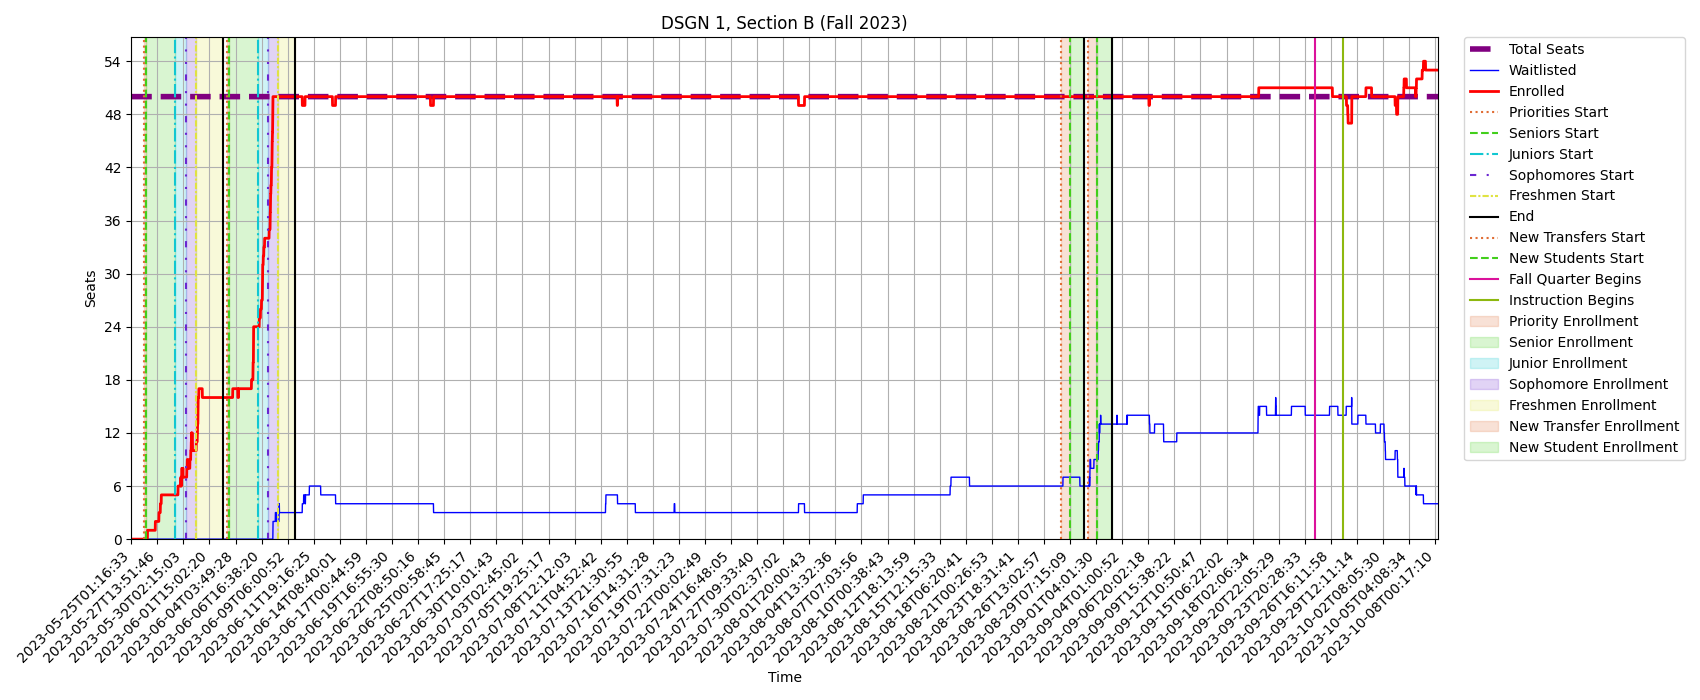 DSGN 1, Section B (Fall 2023)
Seats
54
48
42
36
30
24
18
12
6
0
2023-05-25T01:16:33
2023-05-27T13:51:46
2023-05-30T02:15:03
2023-06-01T15:02:20
2023-06-04T03:49:28
2023-06-06T16:38:20
2023-06-09T06:00:52
2023-06-11T19:16:25
2023-06-14T08:40:01
2023-06-17T00:44:59
2023-06-19T16:55:30
2023-06-22T08:50:16
2023-06-25T00:58:45
2023-06-27T17:25:17
2023-06-30T10:01:43
2023-07-03T02:45:02
2023-07-05T19:25:17
2023-07-08T12:12:03
2023-07-11T04:52:42
2023-07-13T21:30:55
2023-07-16T14:31:28
2023-07-19T07:31:23
2023-07-22T00:02:49
2023-07-24T16:48:05
2023-07-27T09:33:40
2023-07-30T02:37:02
2023-08-01T20:00:43
2023-08-04T13:32:36
2023-08-07T07:03:56
2023-08-10T00:38:43
2023-08-12T18:13:59
2023-08-15T12:15:33
2023-08-18T06:20:41
2023-08-21T00:26:53
2023-08-23T18:31:41
2023-08-26T13:02:57
2023-08-29T07:15:09
2023-09-01T04:01:30
2023-09-04T01:00:52
2023-09-06T20:02:18
2023-09-09T15:38:22
2023-09-12T10:50:47
2023-09-15T06:22:02
2023-09-18T02:06:34
2023-09-20T22:05:29
2023-09-23T20:28:33
2023-09-26T16:11:58
2023-09-29T12:11:14
2023-10-02T08:05:30
2023-10-05T04:08:34
2023-10-08T00:17:10
Time
Total Seats
Waitlisted
Enrolled
Priorities Start
Seniors Start
Juniors Start
Sophomores Start
Freshmen Start
End
New Transfers Start
New Students Start
Fall Quarter Begins
Instruction Begins
Priority Enrollment
Senior Enrollment
Junior Enrollment
Sophomore Enrollment
Freshmen Enrollment
New Transfer Enrollment
New Student Enrollment